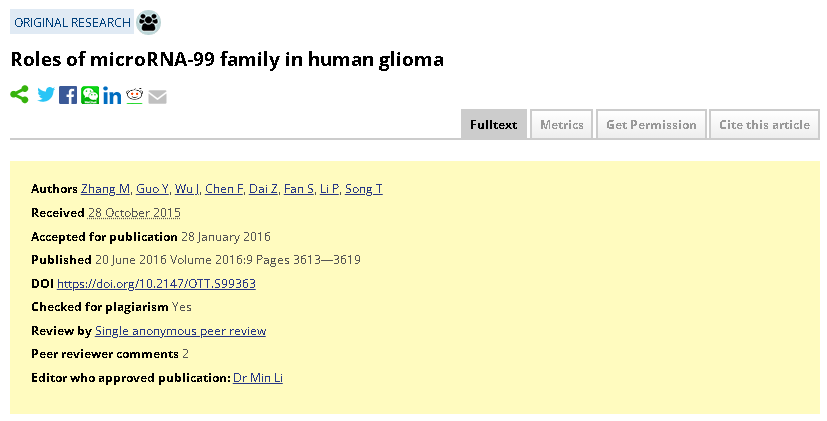 ORIGINAL RESEARCH
Roles of microRNA-99 family in human glioma
Fulltext Metrics Get Permission Cite this article
Authors Zhang M, Guo Y, Wu J, Chen F, Dai Z, Fan S, Li P, Song T
Received 28 October 2015
Accepted for publication 28 January 2016
Published 20 June 2016 Volume 2016:9 Pages 3613—3619
DOI https://doi.org/10.2147/OTT.S99363
Checked for plagiarism Yes
Review by Single anonymous peer review
Peer reviewer comments 2
Editor who approved publication: Dr Min Li